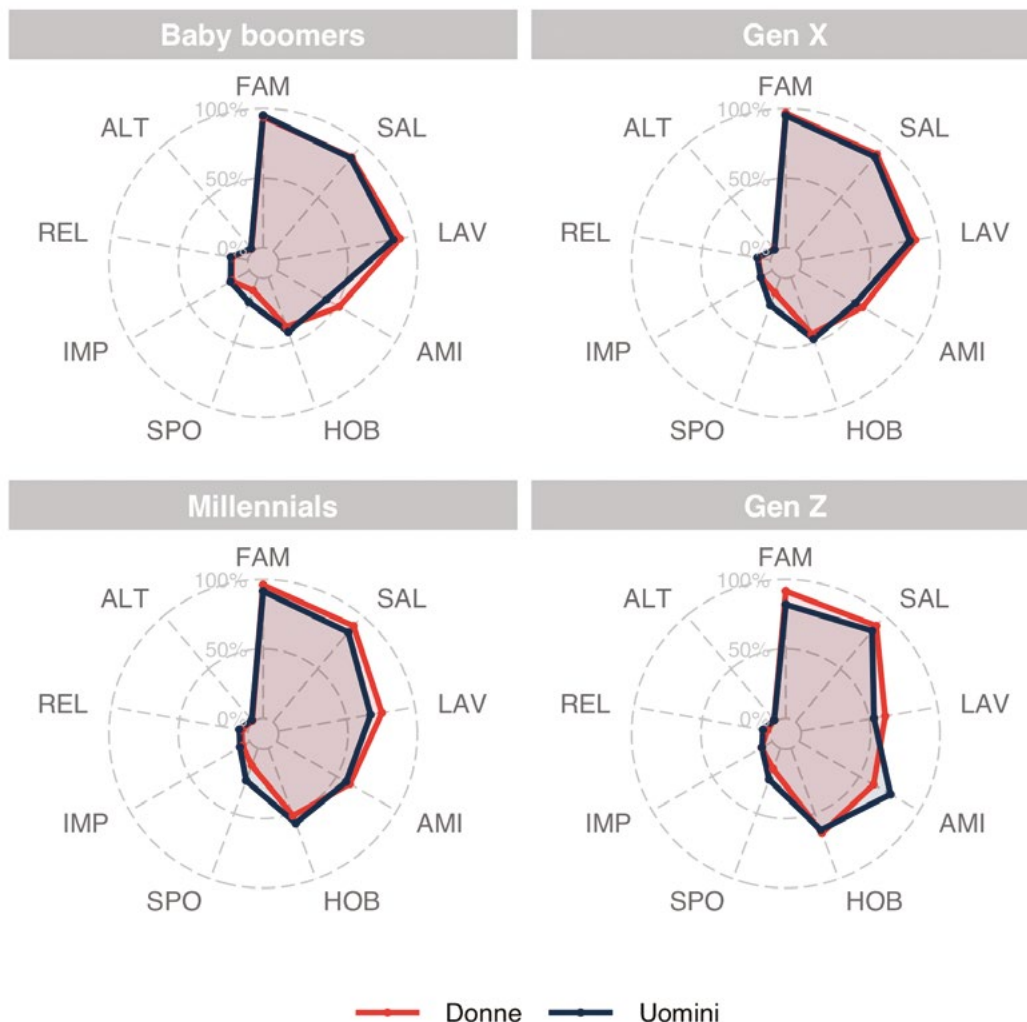 Baby boomers
FAM
100%
SAL
ALT
50%
REL
LAV
0%
IMP
AMI
SPO
HOB
Gen X
FAM
100%
SAL
ALT
50%
REL
LAV
0%
IMP
AMI
SPO
HOB
Millennials
FAM
100%
SAL
ALT
50%
REL
LAV
0%
IMP
AMI
SPO
HOB
Gen Z
FAM
100%
SAL
ALT
50%
REL
LAV
0%
IMP
AMI
SPO
HOB
Donne Uomini